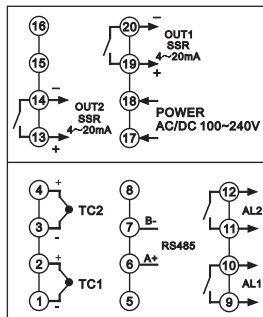 16 20 −
OUT1
SSR
4～20mA
15 19 +
14 − 18
OUT2
SSR
4～20mA
POWER
AC/DC 100~240V
13 + 17
4 + 8 12
TC2 AL2
3 - 7 B- 11
RS485
2 + 6 A+ 10
TC1 AL1
1 - 5 9